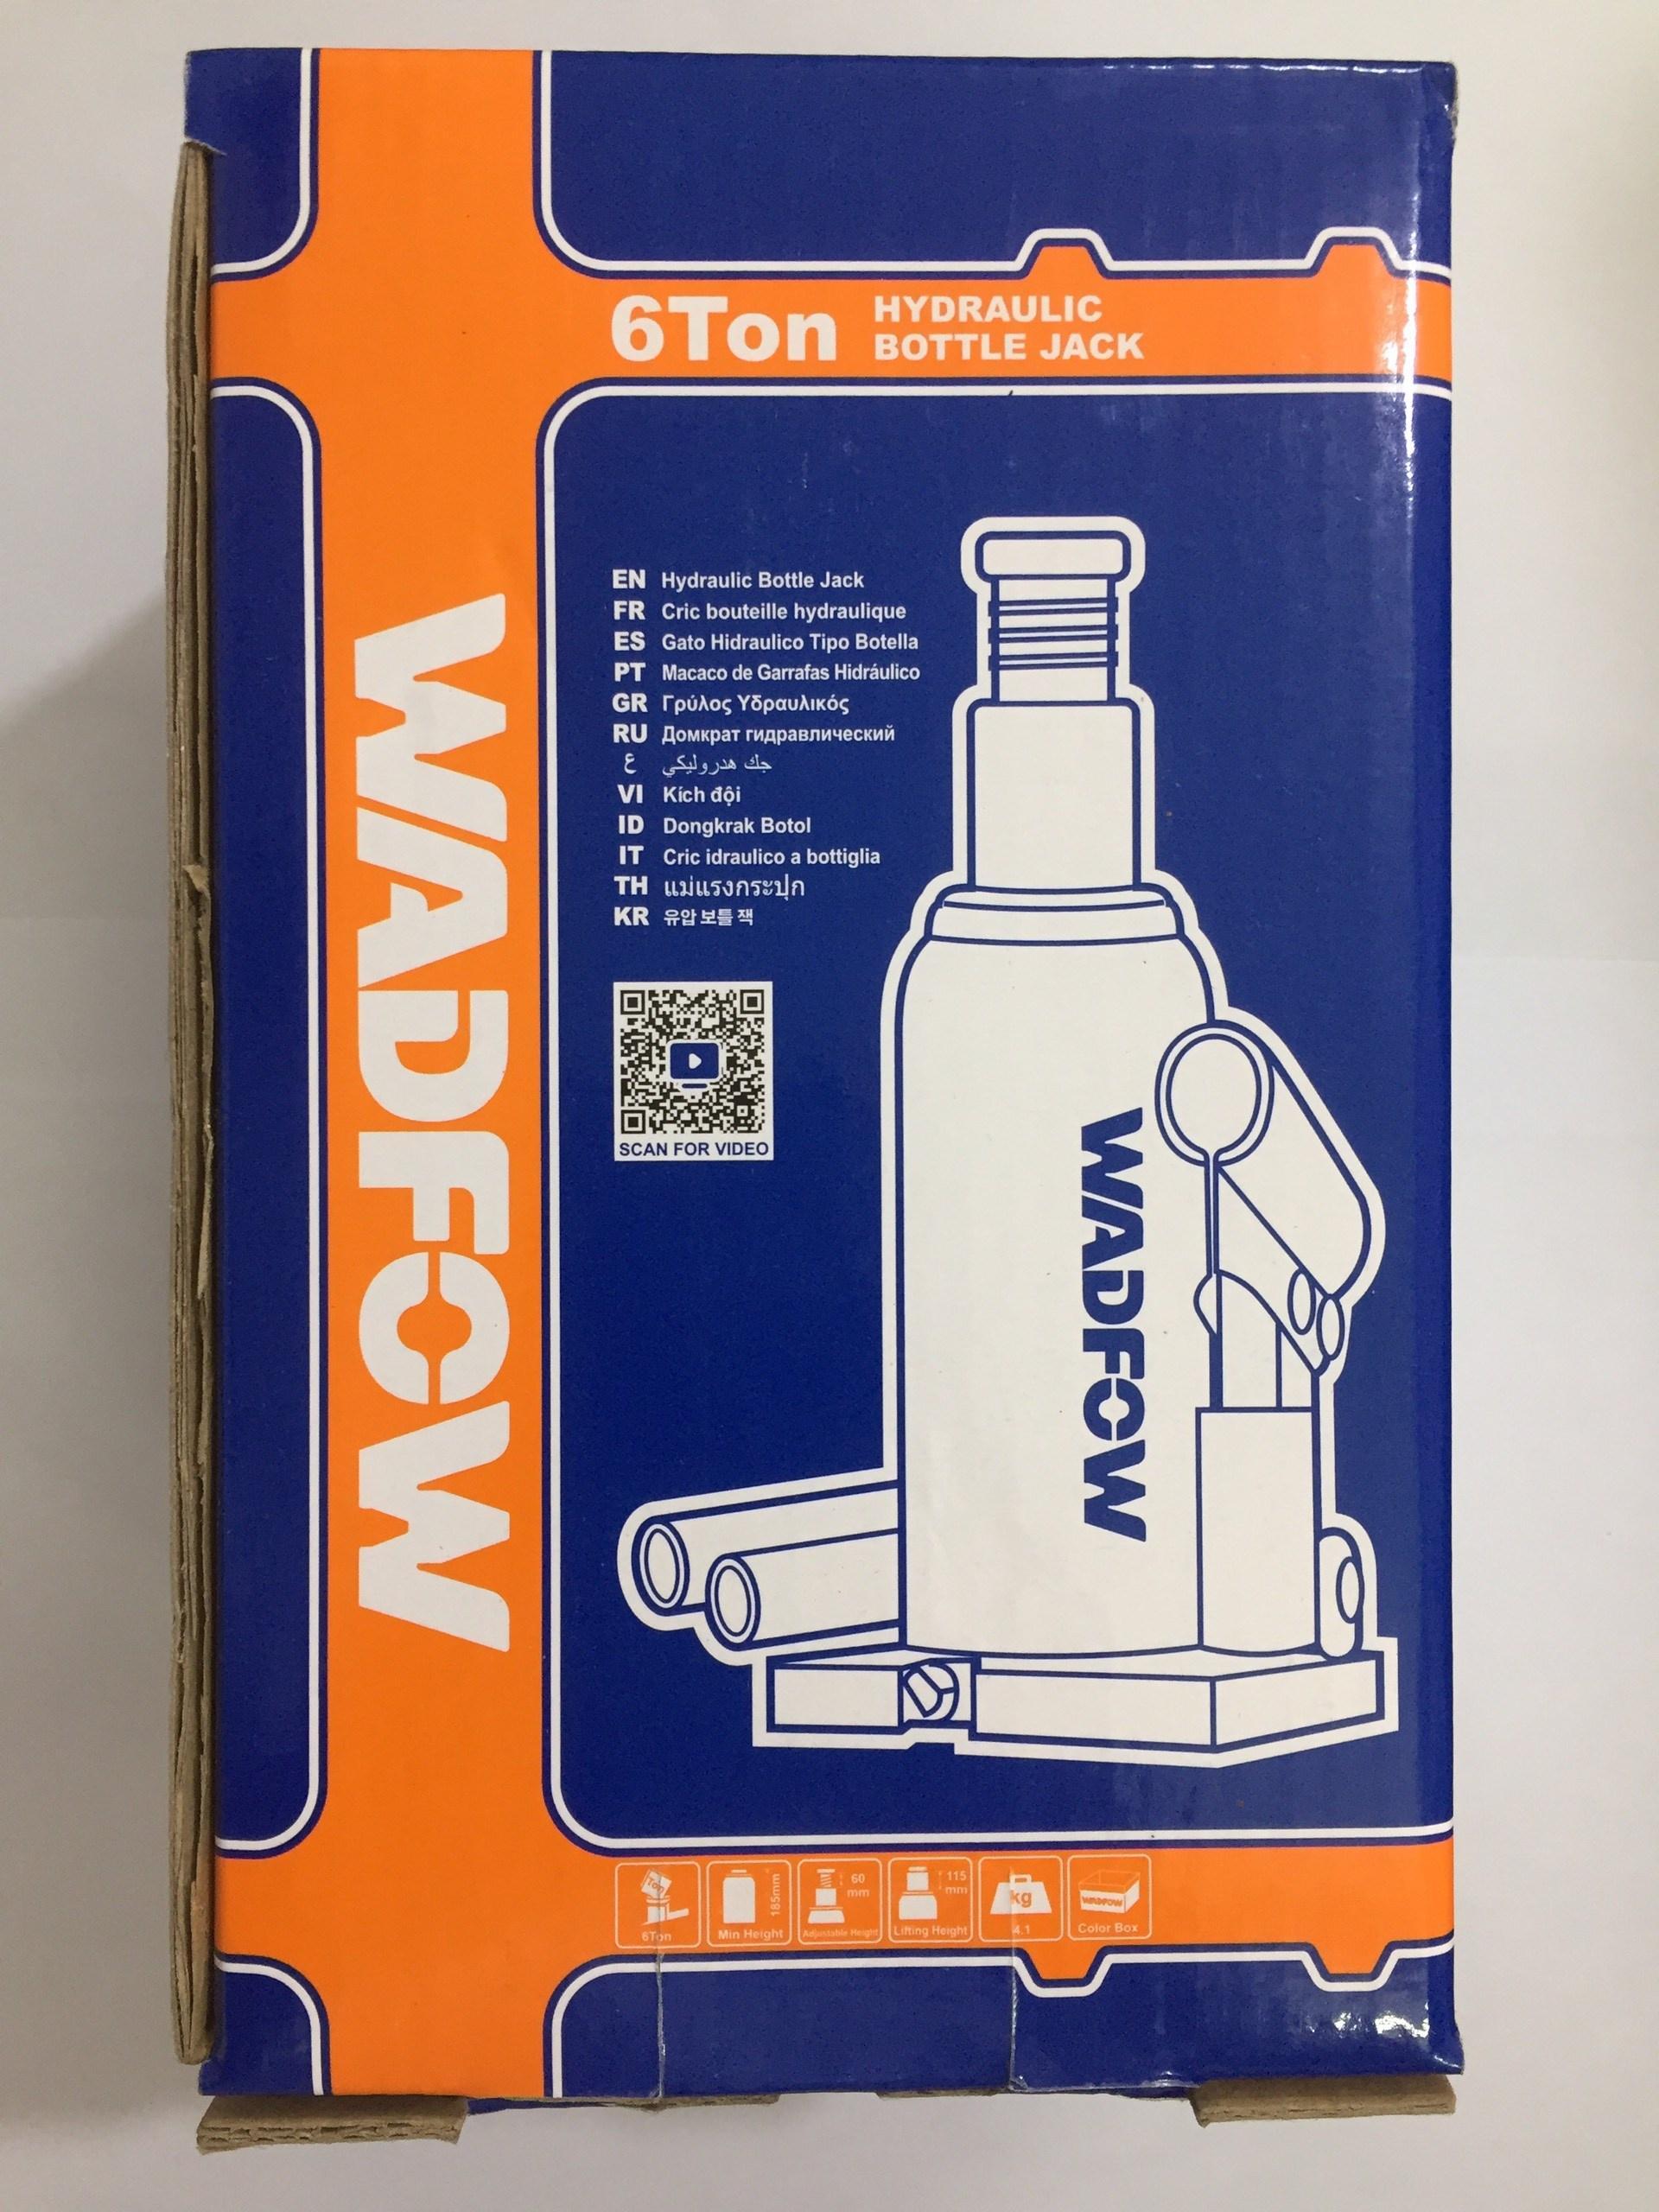 6Ton
HYDRAULIC
BOTTLE JACK
WADFOW
EN Hydraulic Bottle Jack
FR Cric bouteille hydraulique
ES Gato Hidraulico Tipo Botella
PT Macaco de Garrafas Hidráulico
GR Γρύλος Υδραυλικός
RU Домкрат гидравлический
ع جك هدروليكي
VI Kích đội
ID Dongkrak Botol
IT Cric idraulico a bottiglia
TH แม่แรงกระปุก
KR 유압 보틀 잭
SCAN FOR VIDEO
WADFOW
Ton
6Ton
185mm
Min Height
60
mm
Adjustable Height
115
mm
Lifting Height
kg
4.1
WADFOW
Color Box